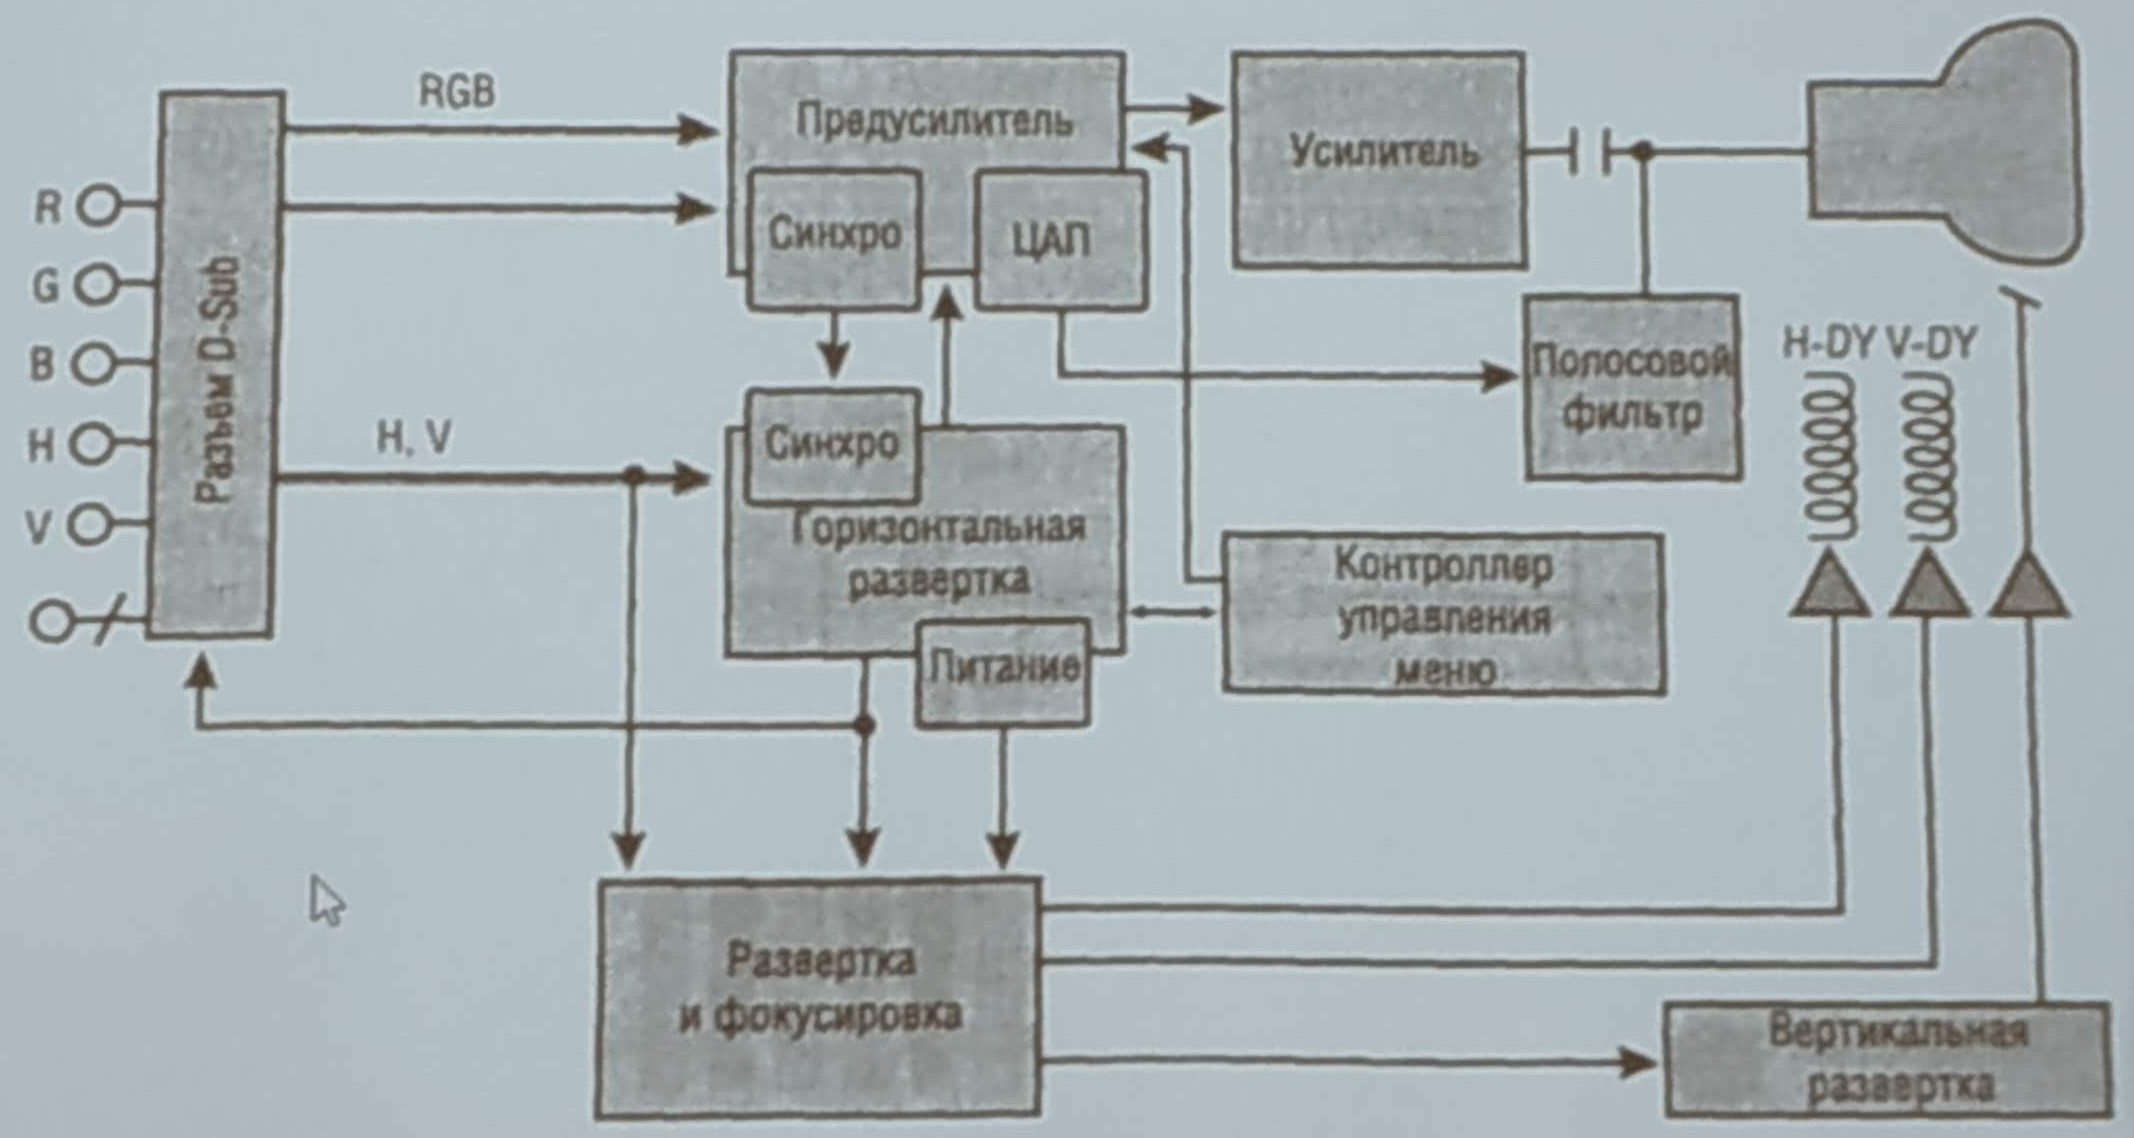 RGB
Предусилитель
Усилитель
R
G
B
H
V
Разъем D-Sub
Синхро
ЦАП
Полосовой
фильтр
H-DY V-DY
H, V
Синхро
Горизонтальная
развертка
Питание
Контроллер
управления
меню
Развертка
и фокусировка
Вертикальная
развертка